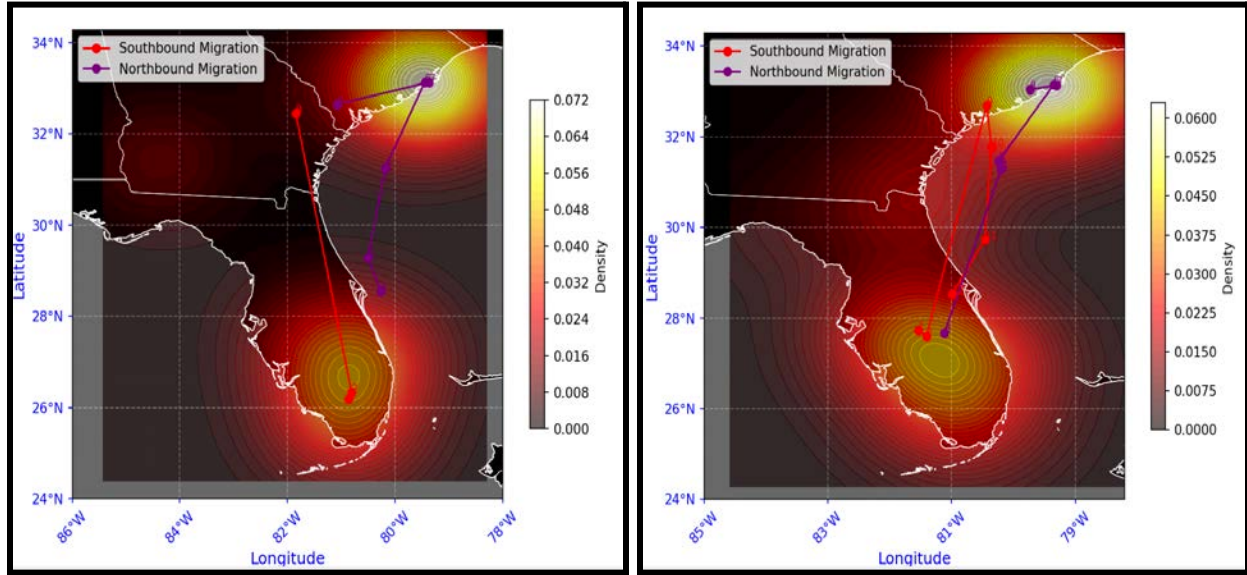 Southbound Migration
Northbound Migration
34°N
32°N
30°N
28°N
26°N
24°N
Latitude
86°W
84°W
82°W
80°W
78°W
Longitude
0.072
0.064
0.056
0.048
0.040
0.032
0.024
0.016
0.008
0.000
Density
Southbound Migration
Northbound Migration
34°N
32°N
30°N
28°N
26°N
24°N
Latitude
85°W
83°W
81°W
79°W
Longitude
0.0600
0.0525
0.0450
0.0375
0.0300
0.0225
0.0150
0.0075
0.0000
Density